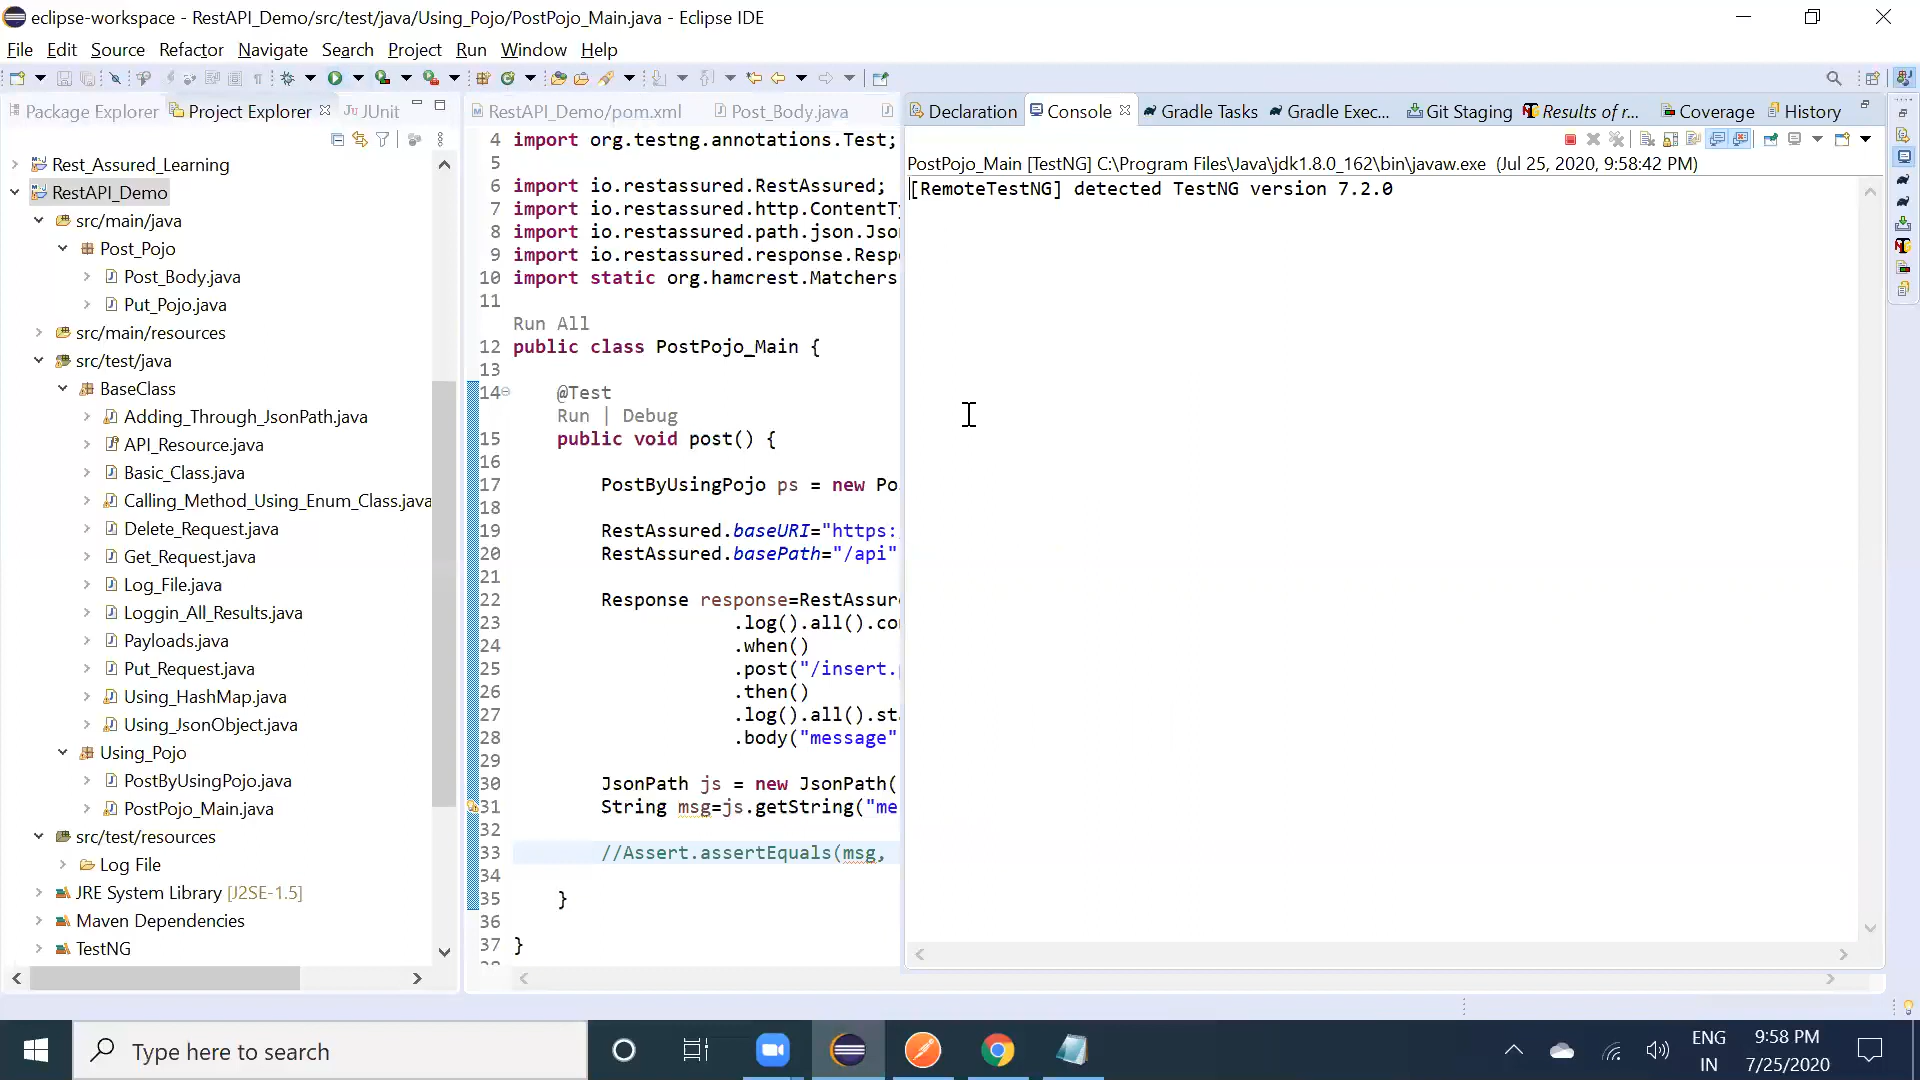 eclipse-workspace - RestAPI_Demo/src/test/java/Using_Pojo/PostPojo_Main.java - Eclipse IDE
File Edit Source Refactor Navigate Search Project Run Window Help
Package Explorer Project Explorer JUnit
RestAPI_Demo/pom.xml Post_Body.java
Declaration Console Gradle Tasks Gradle Exec... Git Staging Results of r... Coverage History
PostPojo_Main [TestNG] C:\Program Files\Java\jdk1.8.0_162\bin\javaw.exe (Jul 25, 2020, 9:58:42 PM)
[RemoteTestNG] detected TestNG version 7.2.0
Rest_Assured_Learning
RestAPI_Demo
src/main/java
Post_Pojo
Post_Body.java
Put_Pojo.java
src/main/resources
src/test/java
BaseClass
Adding_Through_JsonPath.java
API_Resource.java
Basic_Class.java
Calling_Method_Using_Enum_Class.java
Delete_Request.java
Get_Request.java
Log_File.java
Loggin_All_Results.java
Payloads.java
Put_Request.java
Using_HashMap.java
Using_JsonObject.java
Using_Pojo
PostByUsingPojo.java
PostPojo_Main.java
src/test/resources
Log File
JRE System Library [J2SE-1.5]
Maven Dependencies
TestNG
4 import org.testng.annotations.Test;
5
6 import io.restassured.RestAssured;
7 import io.restassured.http.ContentT
8 import io.restassured.path.json.Jso
9 import io.restassured.response.Resp
10 import static org.hamcrest.Matchers
11
Run All
12 public class PostPojo_Main {
13
14 @Test
Run | Debug
15 public void post() {
16
17 PostByUsingPojo ps = new Po
18
19 RestAssured.baseURI="https:
20 RestAssured.basePath="/api"
21
22 Response response=RestAssure
23 .log().all().co
24 .when()
25 .post("/insert.
26 .then()
27 .log().all().st
28 .body("message"
29
30 JsonPath js = new JsonPath(
31 String msg=js.getString("me
32
33 //Assert.assertEquals(msg,
34
35 }
36
37 }
Type here to search
ENG
IN
9:58 PM
7/25/2020